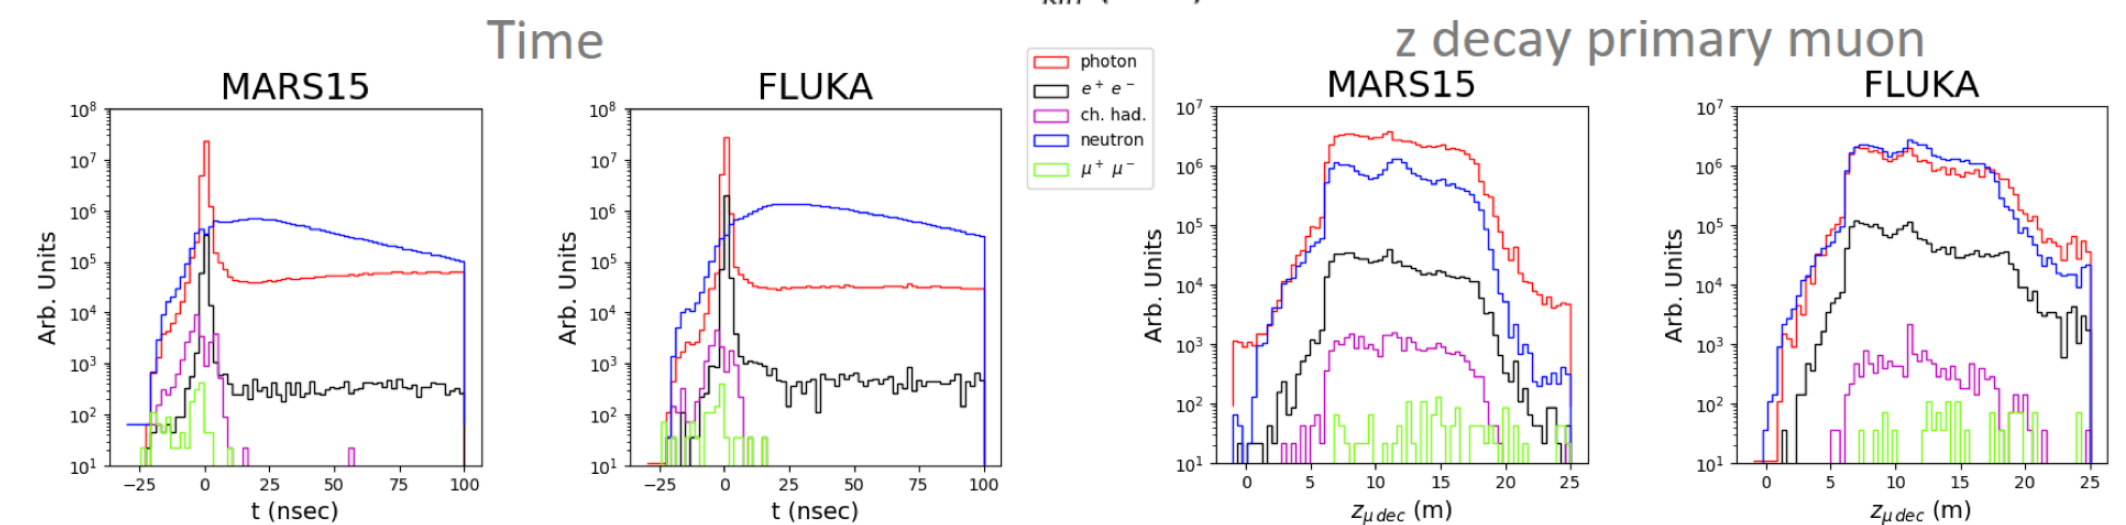 Time
z decay primary muon
MARS15
FLUKA
MARS15
FLUKA
photon
e⁺ e⁻
ch. had.
neutron
μ⁺ μ⁻
Arb. Units
10⁸
10⁷
10⁶
10⁵
10⁴
10³
10²
10¹
−25 0 25 50 75 100
t (nsec)
Arb. Units
10⁸
10⁷
10⁶
10⁵
10⁴
10³
10²
10¹
−25 0 25 50 75 100
t (nsec)
Arb. Units
10⁷
10⁶
10⁵
10⁴
10³
10²
10¹
0 5 10 15 20 25
z_{μ dec} (m)
Arb. Units
10⁷
10⁶
10⁵
10⁴
10³
10²
10¹
0 5 10 15 20 25
z_{μ dec} (m)